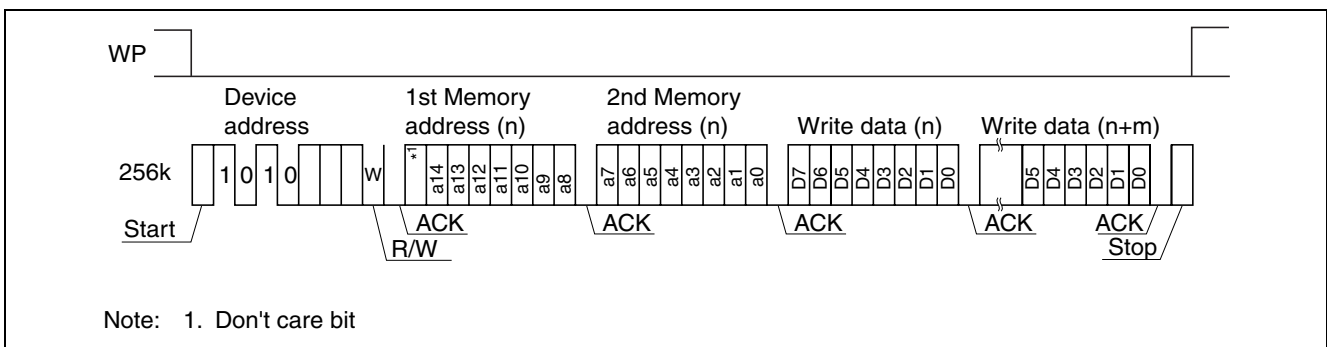 WP
Device address
1st Memory address (n)
2nd Memory address (n)
Write data (n)
Write data (n+m)
256k
1 0 1 0 W *1 a14 a13 a12 a11 a10 a9 a8 a7 a6 a5 a4 a3 a2 a1 a0 D7 D6 D5 D4 D3 D2 D1 D0 D5 D4 D3 D2 D1 D0
Start
R/W
ACK
ACK
ACK
ACK
ACK
Stop
Note: 1. Don't care bit